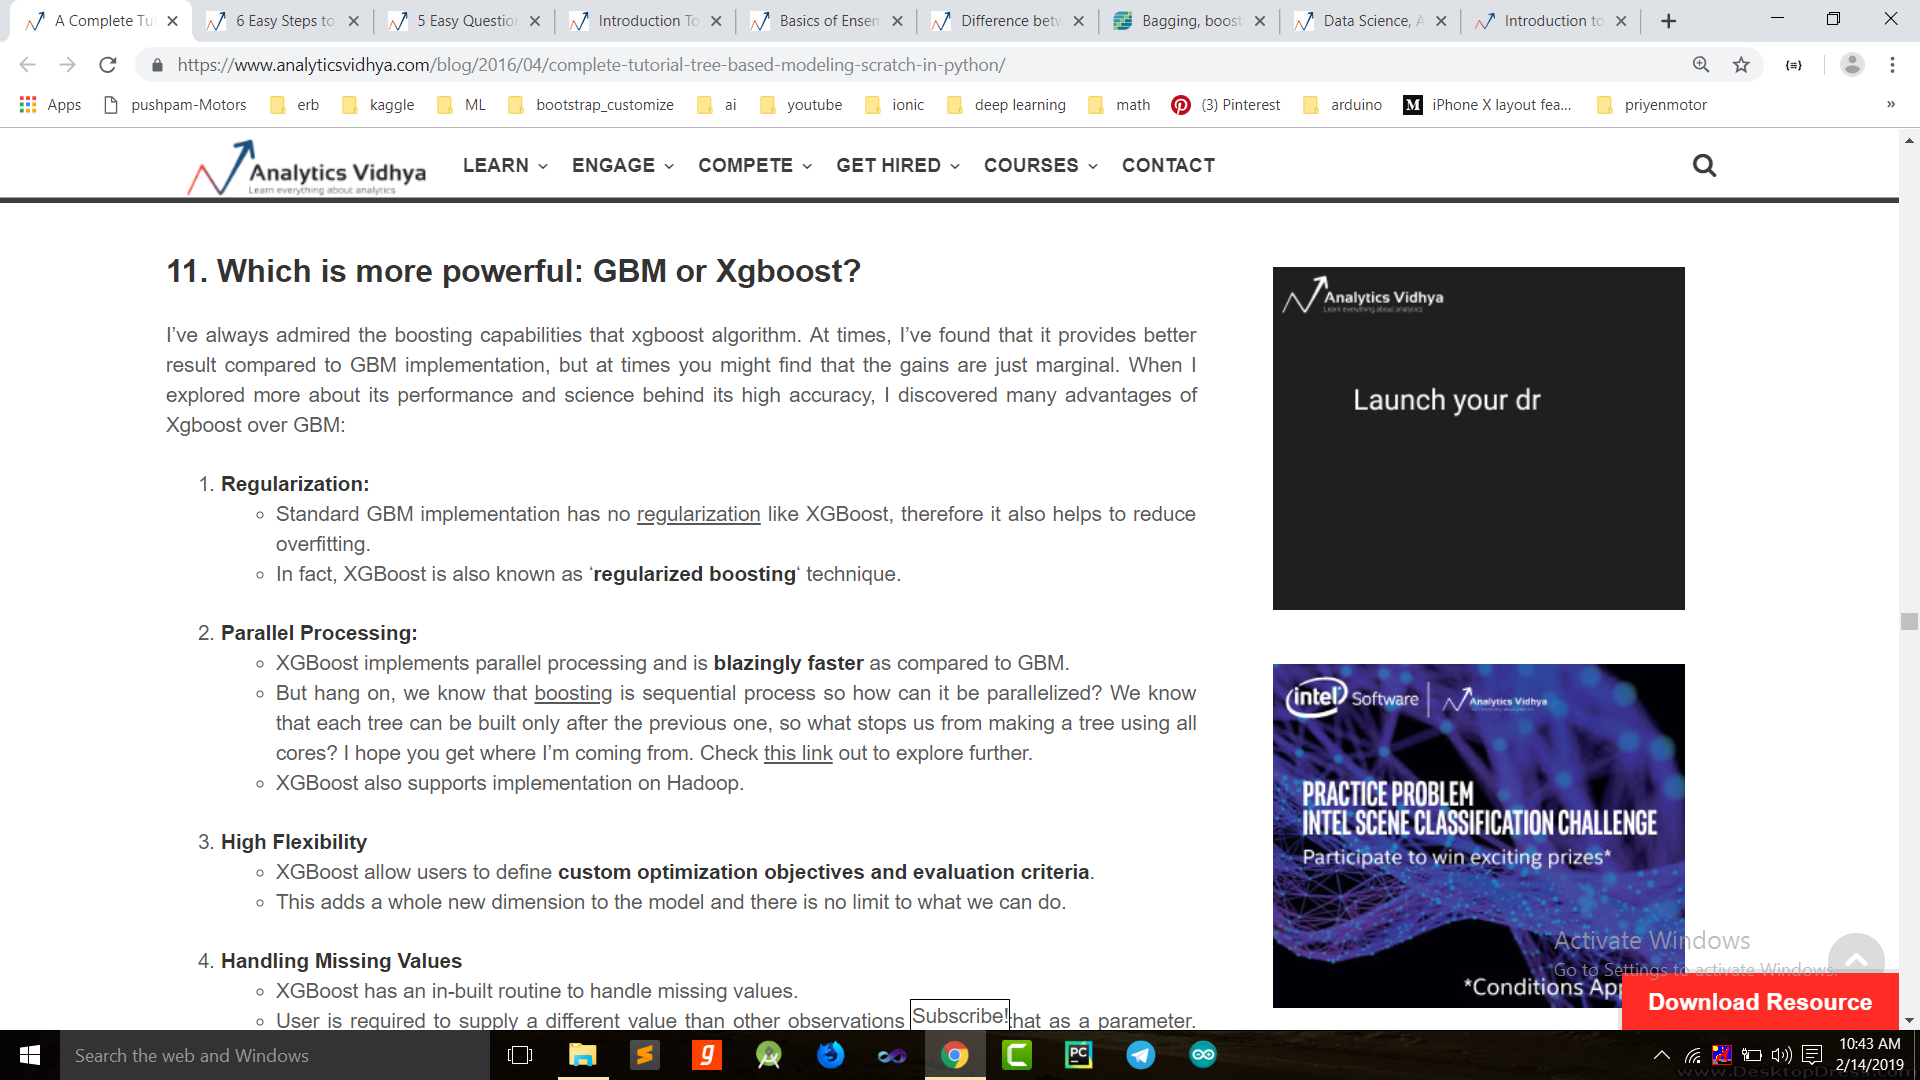 A Complete Tu
6 Easy Steps to
5 Easy Question
Introduction To
Basics of Ensem
Difference betw
Bagging, boost
Data Science, A
Introduction to
https://www.analyticsvidhya.com/blog/2016/04/complete-tutorial-tree-based-modeling-scratch-in-python/
Apps
pushpam-Motors
erb
kaggle
ML
bootstrap_customize
ai
youtube
ionic
deep learning
math
(3) Pinterest
arduino
M
iPhone X layout fea...
priyenmotor
»
Analytics Vidhya
Learn everything about analytics
LEARN
ENGAGE
COMPETE
GET HIRED
COURSES
CONTACT
11. Which is more powerful: GBM or Xgboost?
I’ve always admired the boosting capabilities that xgboost algorithm. At times, I’ve found that it provides better
result compared to GBM implementation, but at times you might find that the gains are just marginal. When I
explored more about its performance and science behind its high accuracy, I discovered many advantages of
Xgboost over GBM:
1. Regularization:
Standard GBM implementation has no regularization like XGBoost, therefore it also helps to reduce
overfitting.
In fact, XGBoost is also known as ‘regularized boosting‘ technique.
2. Parallel Processing:
XGBoost implements parallel processing and is blazingly faster as compared to GBM.
But hang on, we know that boosting is sequential process so how can it be parallelized? We know
that each tree can be built only after the previous one, so what stops us from making a tree using all
cores? I hope you get where I’m coming from. Check this link out to explore further.
XGBoost also supports implementation on Hadoop.
3. High Flexibility
XGBoost allow users to define custom optimization objectives and evaluation criteria.
This adds a whole new dimension to the model and there is no limit to what we can do.
4. Handling Missing Values
XGBoost has an in-built routine to handle missing values.
User is required to supply a different value than other observations
hat as a parameter.
Subscribe!
Analytics Vidhya
Learn everything about analytics
Launch your dr
intel Software
Analytics Vidhya
PRACTICE PROBLEM
INTEL SCENE CLASSIFICATION CHALLENGE
Participate to win exciting prizes*
*Conditions App
Activate Windows
Go to Settings to activate Windows.
Download Resource
Search the web and Windows
g
C
PC
10:43 AM
2/14/2019